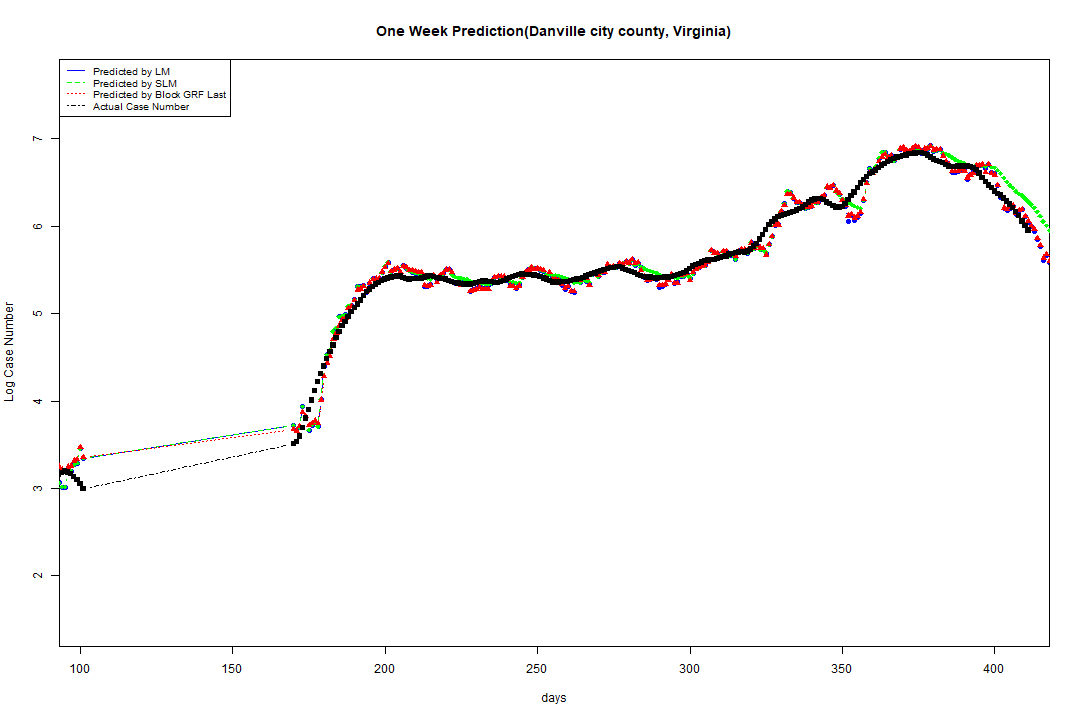 One Week Prediction(Danville city county, Virginia)
Predicted by LM
Predicted by SLM
Predicted by Block GRF Last
Actual Case Number
7
6
5
4
3
2
Log Case Number
100 150 200 250 300 350 400
days